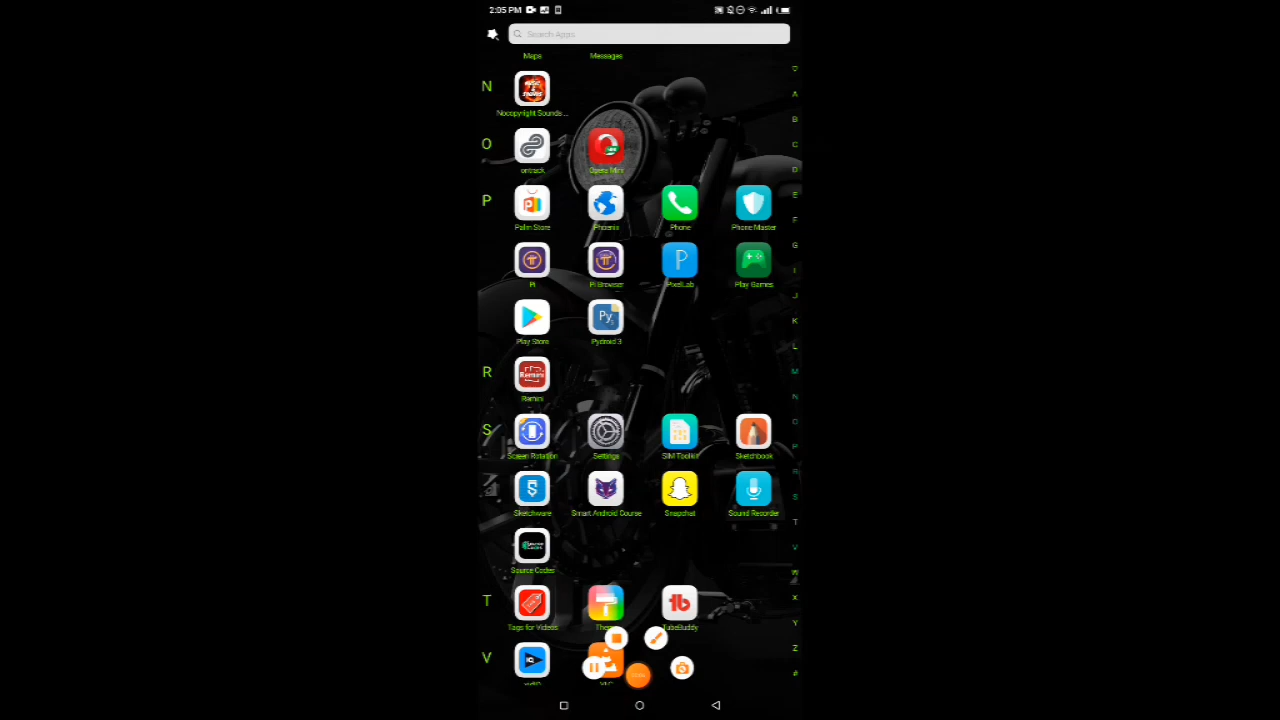 2:05 PM
Search Apps
Maps Messages
N
Nocopyright Sounds ...
O
ontrack Opera Mini
P
Palm Store Phoenix Phone Phone Master
Pi Pi Browser PixelLab Play Games
Play Store Pydroid 3
R
Remini
S
Screen Rotation Settings SIM Toolkit Sketchbook
Sketchware Smart Android Course Snapchat Sound Recorder
Source Codes
T
Tags for Videos TubeBuddy
V
vidIQ VLC
A
B
C
D
E
F
G
I
J
K
L
M
N
O
P
R
S
T
V
W
X
Y
Z
#